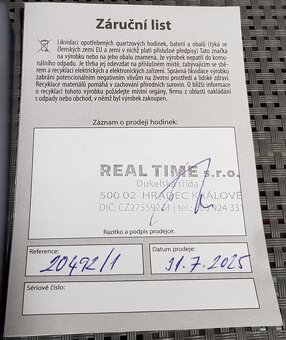 Záruční list
Likvidaci opotřebených quartzových hodinek, baterií a obalů (týká se
členských zemí EU a zemí v nichž platí příslušné předpisy) Tato značka
na výrobku nebo na jeho obalu znamená, že výrobek nepatří do komu-
nálního odpadu. Je třeba jej odevzdat na příslušném místě, zabývajícím se sběr-
em a recyklací elektrických a elektronických zařízení. Správná likvidace výrobku
zabrání potencionálním negativním vlivům na životní prostředí a lidské zdraví.
Recyklace materiálů pomáhá v zachování přírodních surovin. O bližší informace
o recyklaci tohoto výrobku požádejte místní orgány, firmu z oblasti nakládání
s odpady nebo obchod, v němž byl výrobek zakoupen.
Záznam o prodeji hodinek:
REAL TIME s.r.o.
Dukelská třída
500 02 HRADEC KRÁLOVÉ
DIČ: CZ27559221
Razítko a podpis prodejce:
Reference:
20492/1
Datum prodeje:
31.7.2025
Sériové číslo: